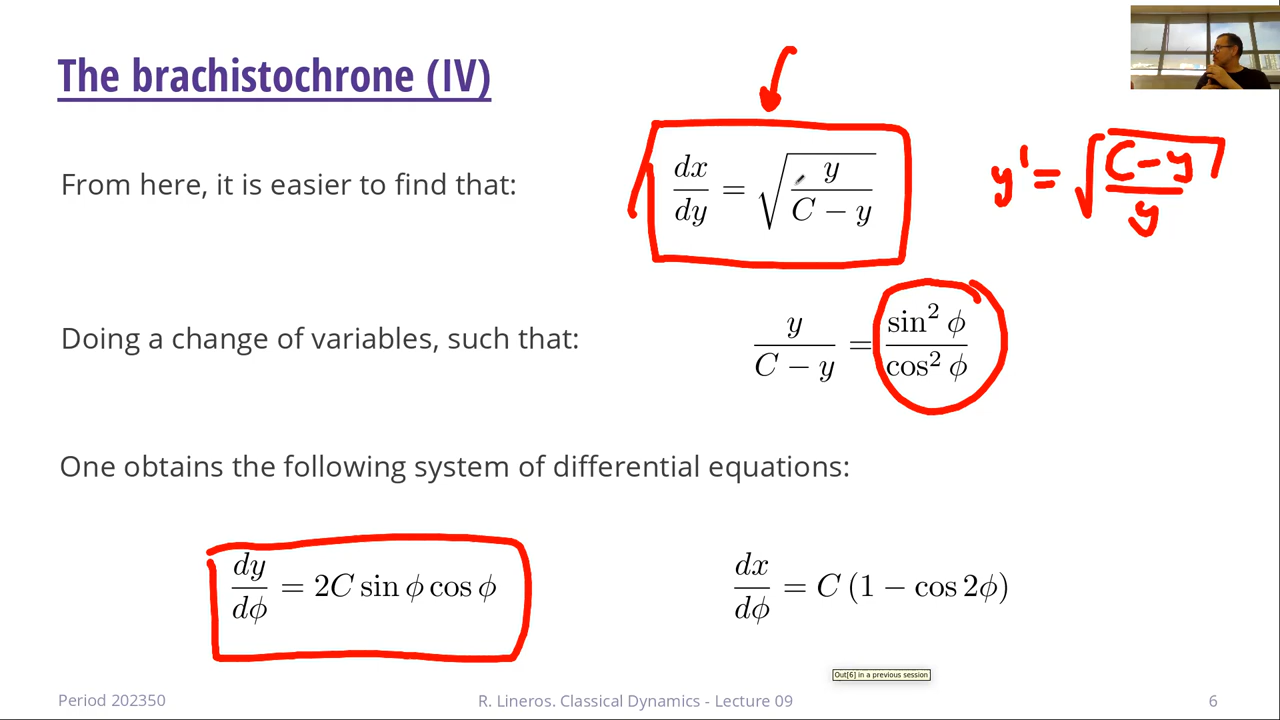 The brachistochrone (IV)
From here, it is easier to find that:
dx/dy = √(y/(C − y))
y' = √((C − y)/y)
Doing a change of variables, such that:
y/(C − y) = sin² ϕ/cos² ϕ
One obtains the following system of differential equations:
dy/dϕ = 2C sin ϕ cos ϕ
dx/dϕ = C (1 − cos 2ϕ)
Out[6] in a previous session
Period 202350
R. Lineros. Classical Dynamics - Lecture 09
6